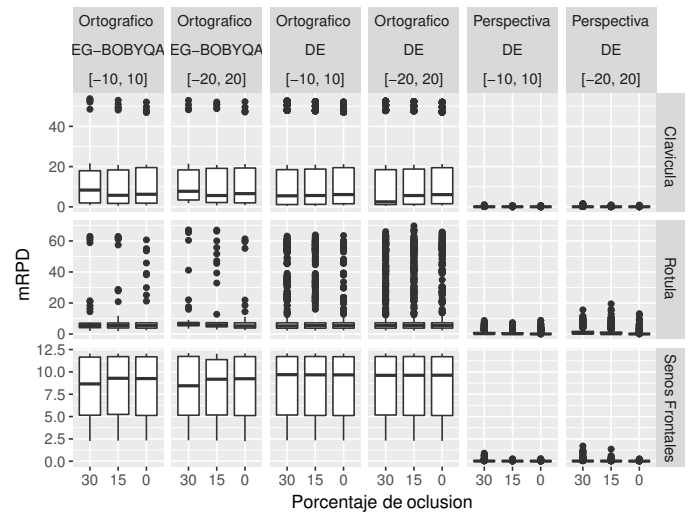 Ortografico Ortografico Ortografico Ortografico Perspectiva Perspectiva
EG−BOBYQA EG−BOBYQA DE DE DE DE
[−10, 10] [−20, 20] [−10, 10] [−20, 20] [−10, 10] [−20, 20]
mRPD
40
20
0
Clavicula
60
40
20
0
Rotula
12.5
10.0
7.5
5.0
2.5
0.0
Senos Frontales
30 15 0 30 15 0 30 15 0 30 15 0 30 15 0 30 15 0
Porcentaje de oclusion